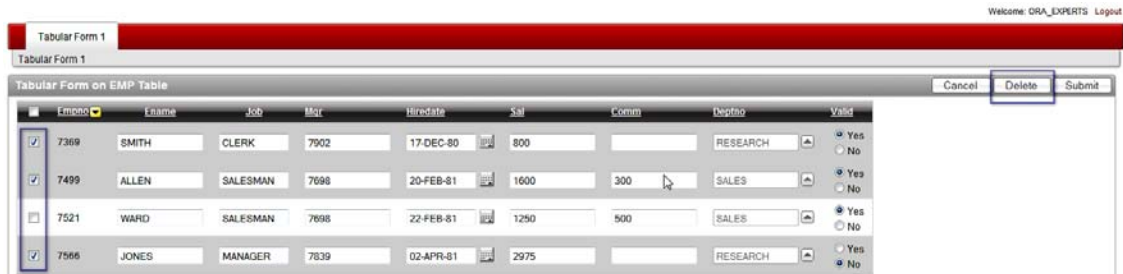 Welcome: ORA_EXPERTS Logout
Tabular Form 1
Tabular Form 1
Tabular Form on EMP Table Cancel Delete Submit
Empno Ename Job Mgr Hiredate Sal Comm Deptno Valid
7369 SMITH CLERK 7902 17-DEC-80 800 RESEARCH Yes
No
7499 ALLEN SALESMAN 7698 20-FEB-81 1600 300 SALES Yes
No
7521 WARD SALESMAN 7698 22-FEB-81 1250 500 SALES Yes
No
7566 JONES MANAGER 7839 02-APR-81 2975 RESEARCH Yes
No